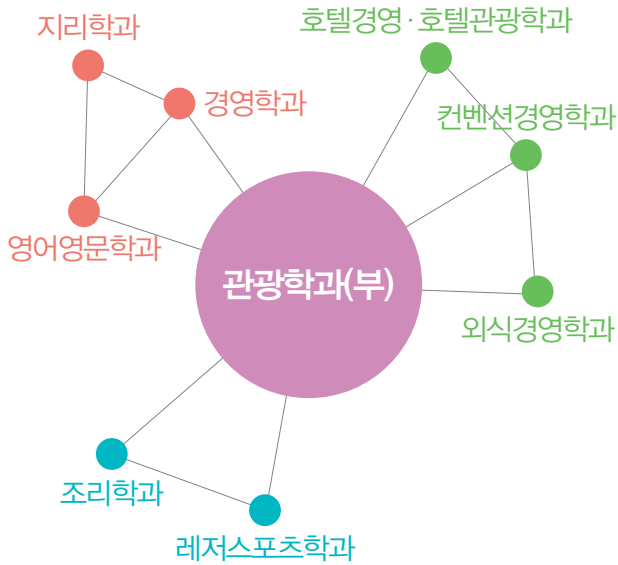 지리학과
호텔경영 · 호텔관광학과
경영학과
컨벤션경영학과
영어영문학과
관광학과(부)
외식경영학과
조리학과
레저스포츠학과